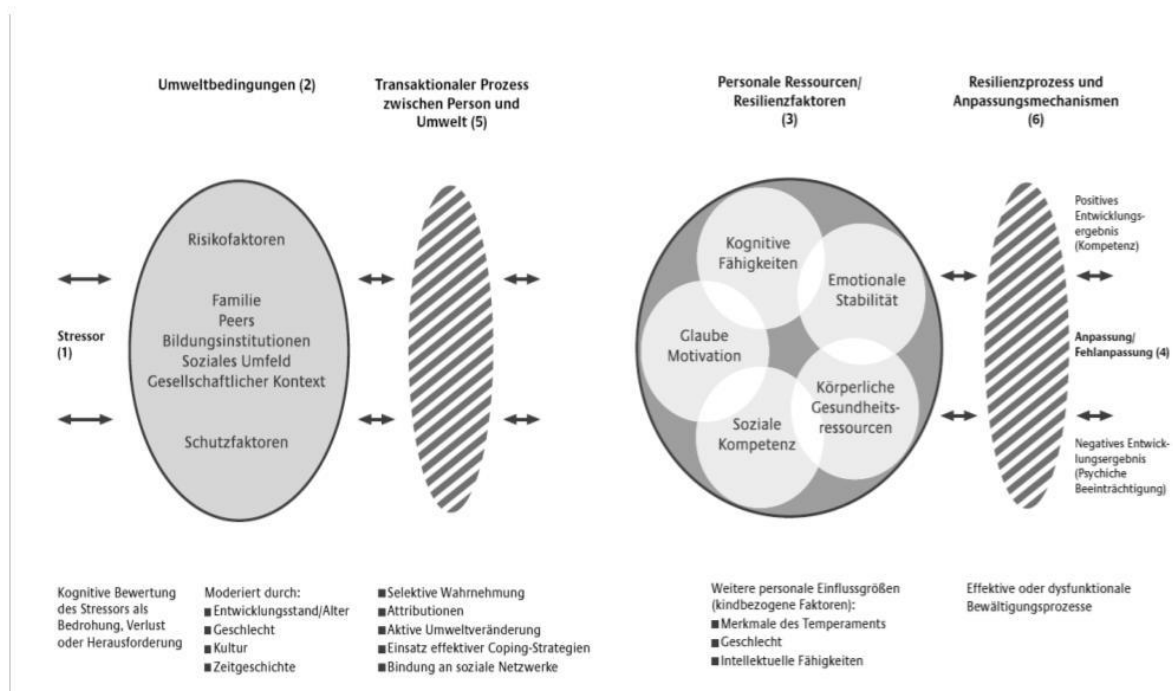 Umweltbedingungen (2)
Transaktionaler Prozess
zwischen Person und
Umwelt (5)
Personale Ressourcen/
Resilienzfaktoren
(3)
Resilienzprozess und
Anpassungsmechanismen
(6)
Stressor
(1)
Risikofaktoren
Familie
Peers
Bildungsinstitutionen
Soziales Umfeld
Gesellschaftlicher Kontext
Schutzfaktoren
Kognitive
Fähigkeiten
Emotionale
Stabilität
Glaube
Motivation
Körperliche
Gesundheits-
ressourcen
Soziale
Kompetenz
Positives
Entwicklungs-
ergebnis
(Kompetenz)
Anpassung/
Fehlanpassung (4)
Negatives Entwick-
lungsergebnis
(Psychiche
Beeinträchtigung)
Kognitive Bewertung
des Stressors als
Bedrohung, Verlust
oder Herausforderung
Moderiert durch:
■ Entwicklungsstand/Alter
■ Geschlecht
■ Kultur
■ Zeitgeschichte
■ Selektive Wahrnehmung
■ Attributionen
■ Aktive Umweltveränderung
■ Einsatz effektiver Coping-Strategien
■ Bindung an soziale Netzwerke
Weitere personale Einflussgrößen
(kindbezogene Faktoren):
■ Merkmale des Temperaments
■ Geschlecht
■ Intellektuelle Fähigkeiten
Effektive oder dysfunktionale
Bewältigungsprozesse